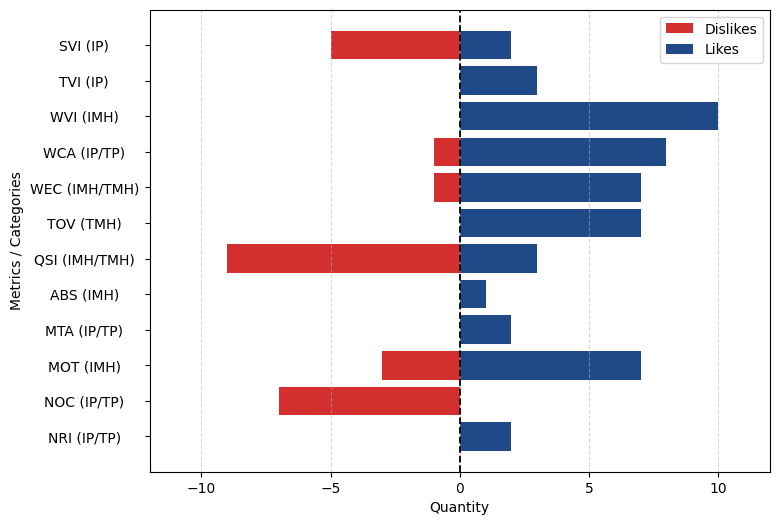 Dislikes
Likes
SVI (IP)
TVI (IP)
WVI (IMH)
WCA (IP/TP)
WEC (IMH/TMH)
TOV (TMH)
QSI (IMH/TMH)
ABS (IMH)
MTA (IP/TP)
MOT (IMH)
NOC (IP/TP)
NRI (IP/TP)
Metrics / Categories
−10 −5 0 5 10
Quantity